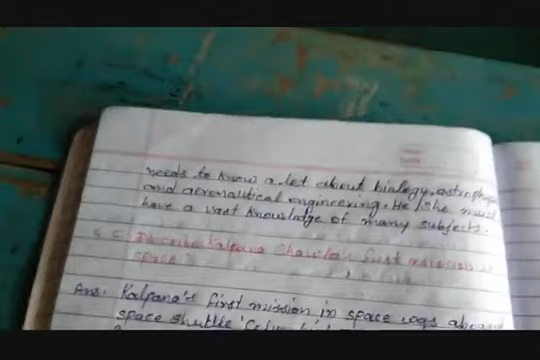 needs to know a lot about biology, astrophys
and aeronautical engineering. He/she must
have a vast knowledge of many subjects.
Describe Kalpana Chawla's first mission in
space?
Ans. Kalpana's first mission in space was aboard
space shuttle